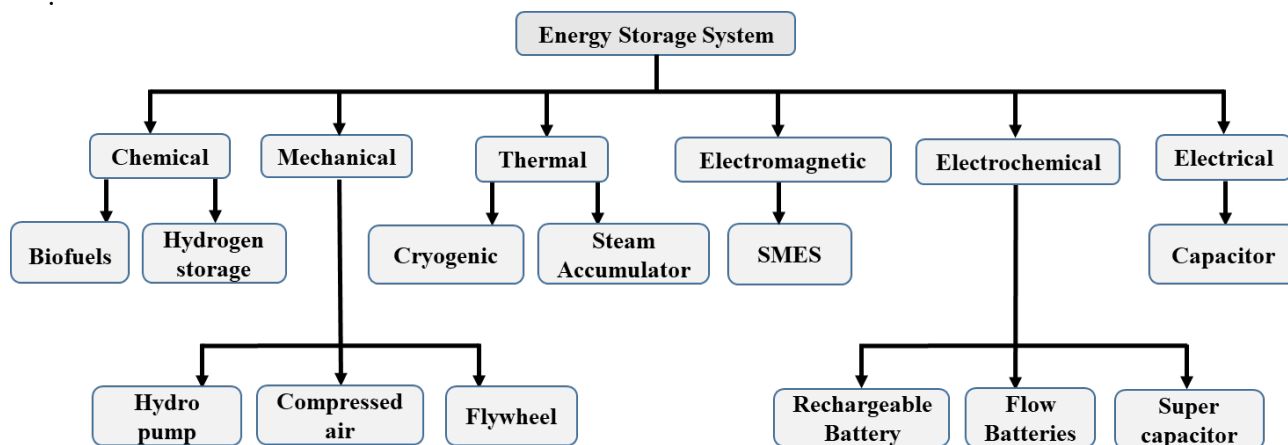 .
Energy Storage System
Chemical
Mechanical
Thermal
Electromagnetic
Electrochemical
Electrical
Biofuels
Hydrogen
storage
Cryogenic
Steam
Accumulator
SMES
Capacitor
Hydro
pump
Compressed
air
Flywheel
Rechargeable
Battery
Flow
Batteries
Super
capacitor